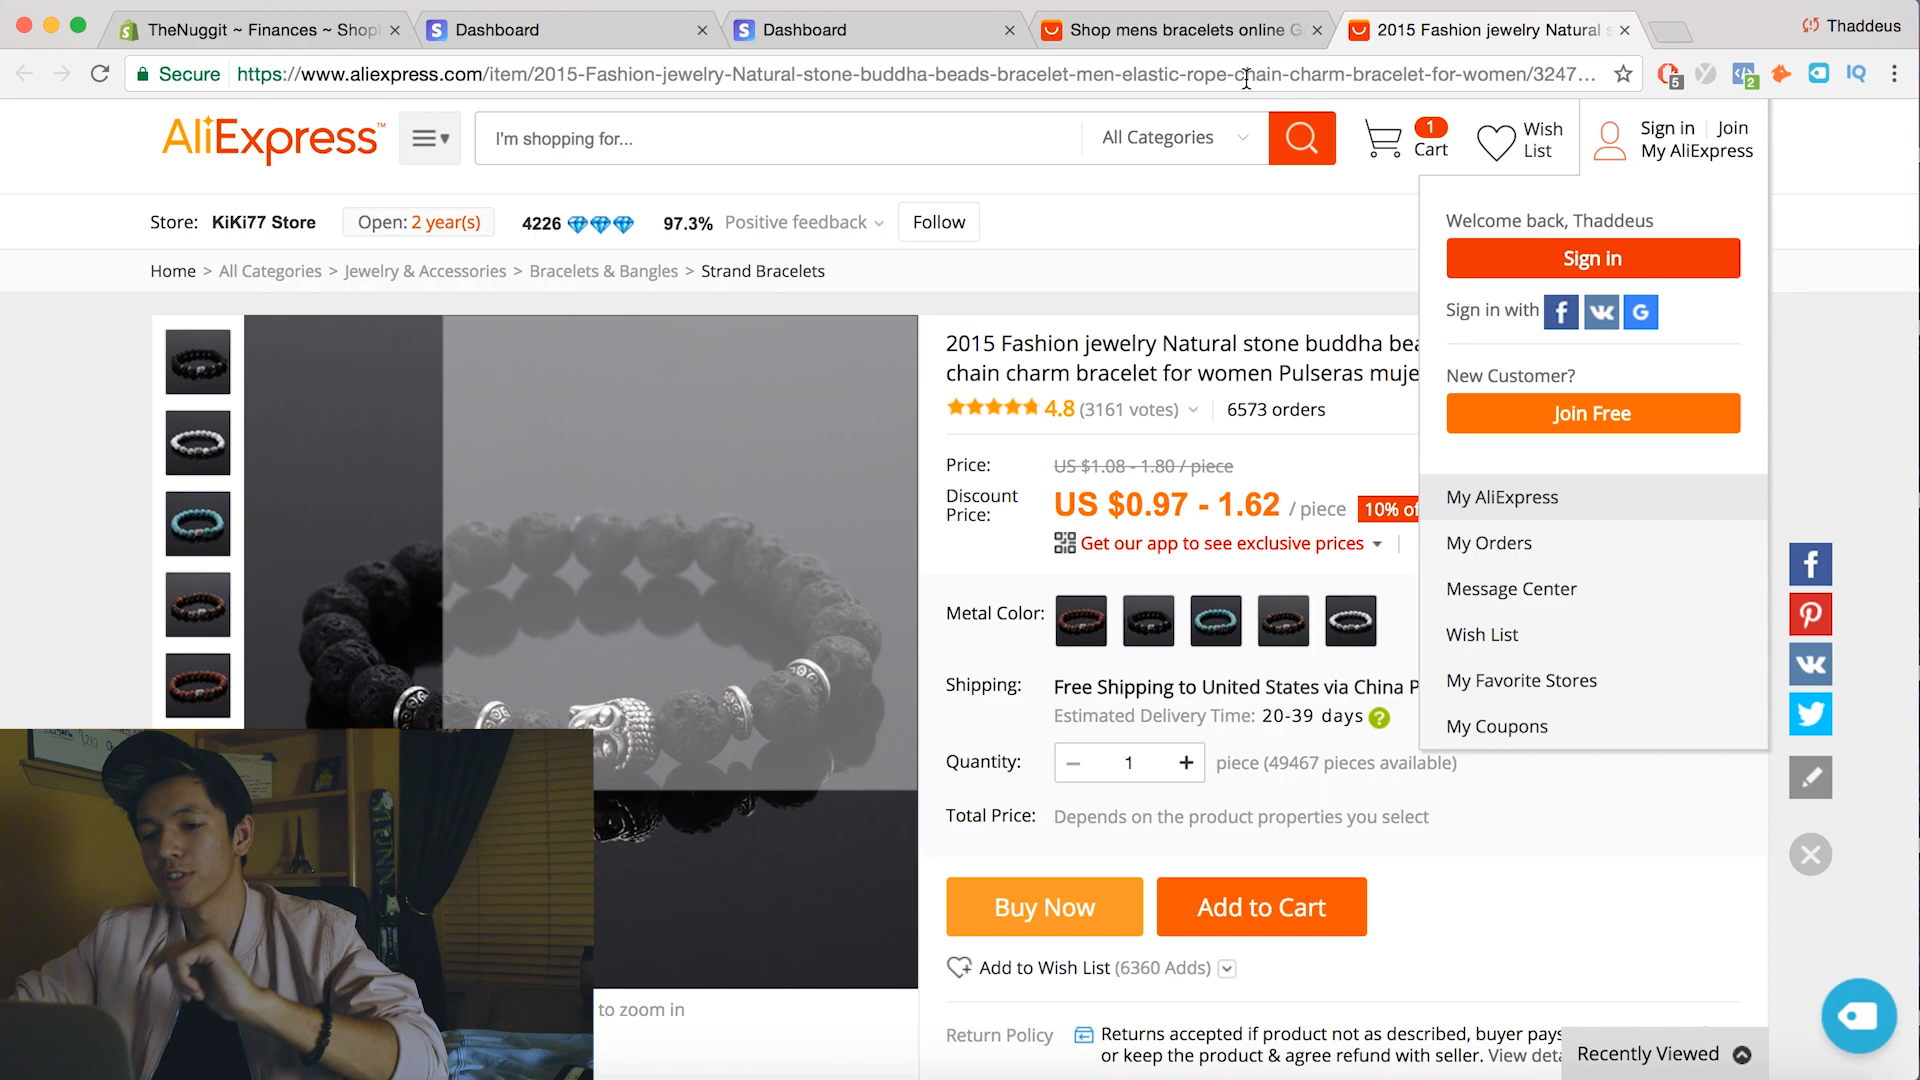 TheNuggit ~ Finances ~ Shopi
Dashboard
Dashboard
Shop mens bracelets online G
2015 Fashion jewelry Natural s
Thaddeus
Secure
https://www.aliexpress.com/item/2015-Fashion-jewelry-Natural-stone-buddha-beads-bracelet-men-elastic-rope-chain-charm-bracelet-for-women/3247...
5
2
IQ
AliExpress™
I'm shopping for...
All Categories
1
Cart
Wish
List
Sign in
Join
My AliExpress
Store: KiKi77 Store
Open: 2 year(s)
4226
97.3% Positive feedback
Follow
Home > All Categories > Jewelry & Accessories > Bracelets & Bangles > Strand Bracelets
Welcome back, Thaddeus
Sign in
Sign in with
New Customer?
Join Free
My AliExpress
My Orders
Message Center
Wish List
My Favorite Stores
My Coupons
2015 Fashion jewelry Natural stone buddha bea
chain charm bracelet for women Pulseras muje
4.8 (3161 votes)
6573 orders
Price: US $1.08 - 1.80 / piece
Discount
Price:
US $0.97 - 1.62 / piece
10% of
Get our app to see exclusive prices
Metal Color:
Shipping: Free Shipping to United States via China P
Estimated Delivery Time: 20-39 days
Quantity: 1 piece (49467 pieces available)
Total Price: Depends on the product properties you select
Buy Now
Add to Cart
Add to Wish List (6360 Adds)
to zoom in
Return Policy
Returns accepted if product not as described, buyer pays
or keep the product & agree refund with seller. View deta
Recently Viewed